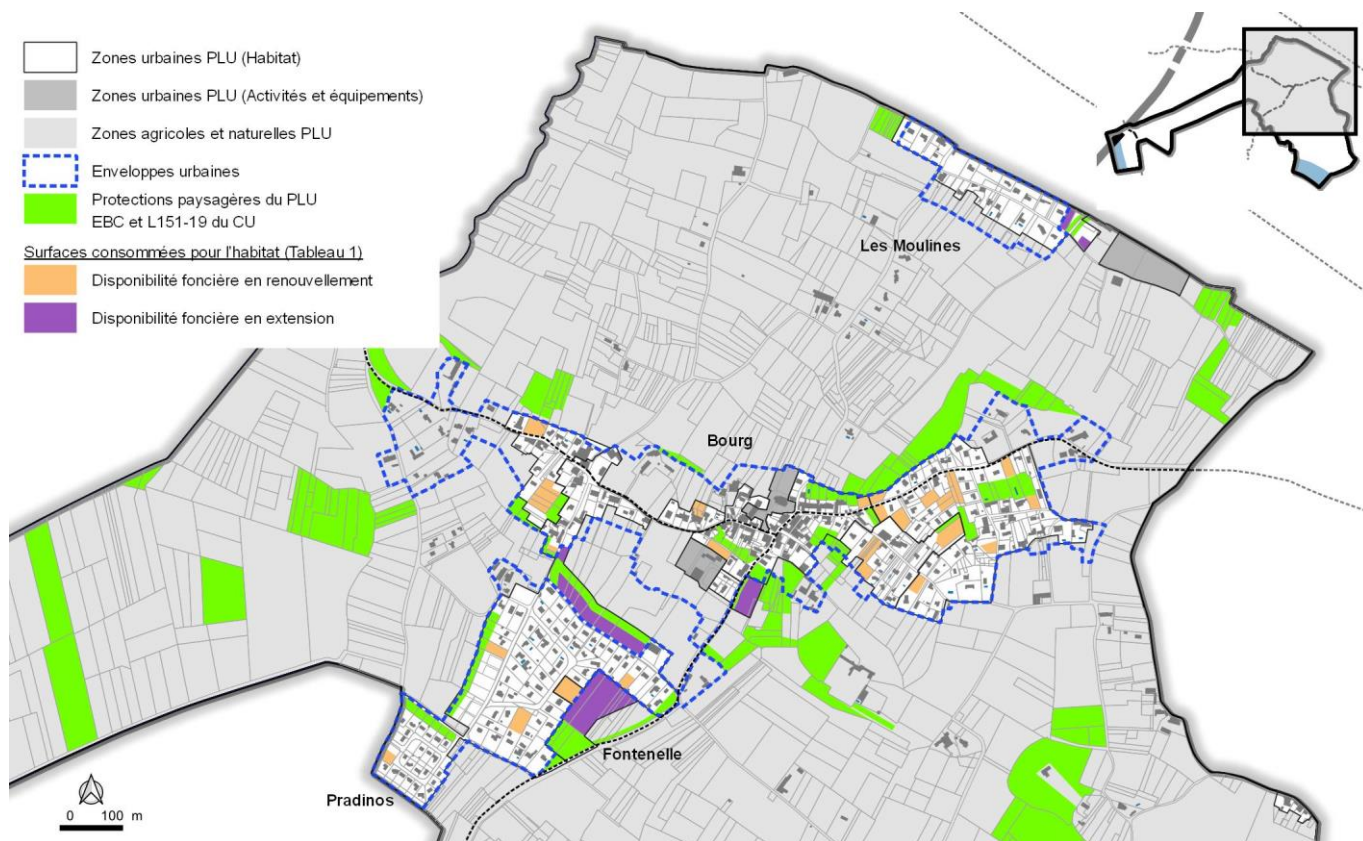 Zones urbaines PLU (Habitat)
Zones urbaines PLU (Activités et équipements)
Zones agricoles et naturelles PLU
Enveloppes urbaines
Protections paysagères du PLU
EBC et L151-19 du CU
Surfaces consommées pour l'habitat (Tableau 1)
Disponibilité foncière en renouvellement
Disponibilité foncière en extension
Les Moulines
Bourg
Fontenelle
Pradinos
0 100 m